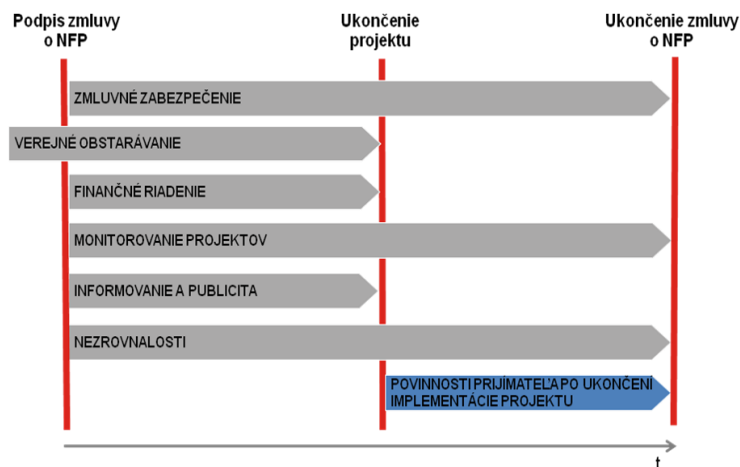 Podpis zmluvy
o NFP
Ukončenie
projektu
Ukončenie zmluvy
o NFP
ZMLUVNÉ ZABEZPEČENIE
VEREJNÉ OBSTARÁVANIE
FINANČNÉ RIADENIE
MONITOROVANIE PROJEKTOV
INFORMOVANIE A PUBLICITA
NEZROVNALOSTI
POVINNOSTI PRIJÍMATEĽA PO UKONČENÍ
IMPLEMENTÁCIE PROJEKTU
t